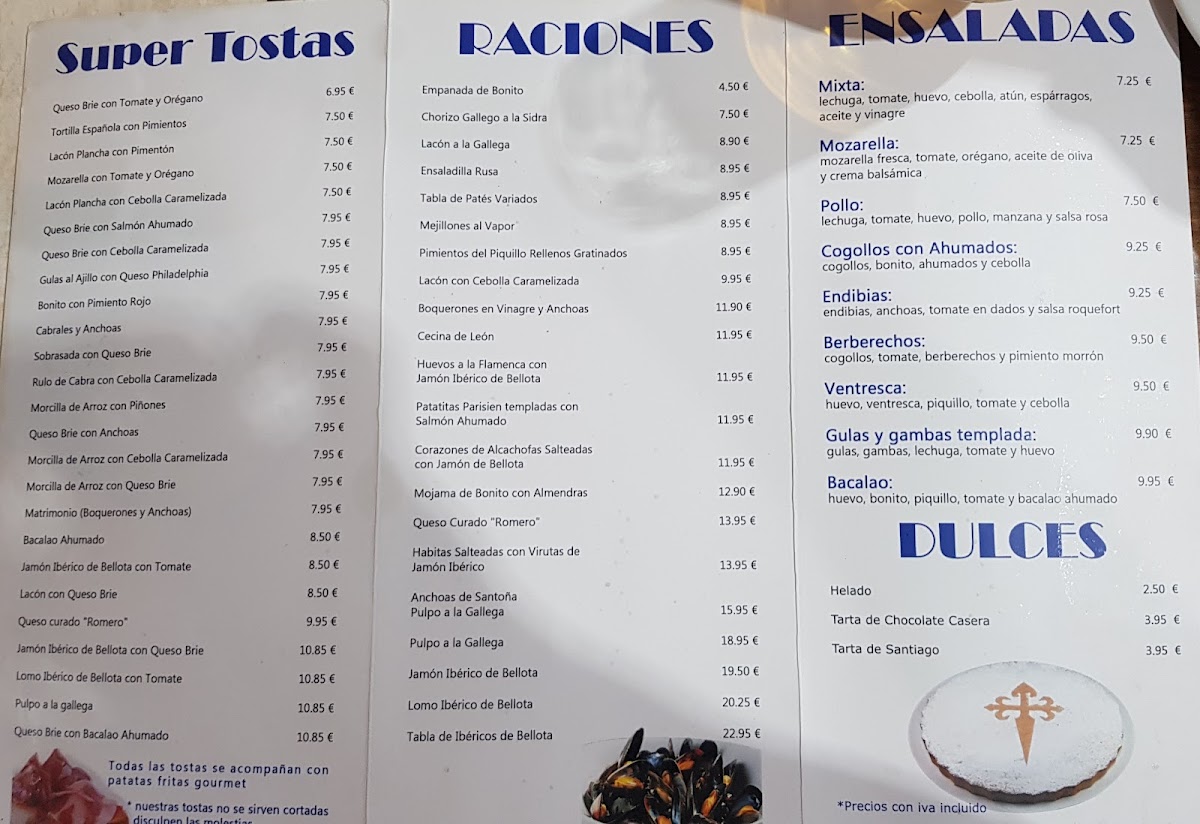 Super Tostas
Queso Brie con Tomate y Orégano 6.95 €
Tortilla Española con Pimientos 7.50 €
Lacón Plancha con Pimentón 7.50 €
Mozarella con Tomate y Orégano 7.50 €
Lacón Plancha con Cebolla Caramelizada 7.50 €
Queso Brie con Salmón Ahumado 7.95 €
Queso Brie con Cebolla Caramelizada 7.95 €
Gulas al Ajillo con Queso Philadelphia 7.95 €
Bonito con Pimiento Rojo 7.95 €
Cabrales y Anchoas 7.95 €
Sobrasada con Queso Brie 7.95 €
Rulo de Cabra con Cebolla Caramelizada 7.95 €
Morcilla de Arroz con Piñones 7.95 €
Queso Brie con Anchoas 7.95 €
Morcilla de Arroz con Cebolla Caramelizada 7.95 €
Morcilla de Arroz con Queso Brie 7.95 €
Matrimonio (Boquerones y Anchoas) 7.95 €
Bacalao Ahumado 8.50 €
Jamón Ibérico de Bellota con Tomate 8.50 €
Lacón con Queso Brie 8.50 €
Queso curado "Romero" 9.95 €
Jamón Ibérico de Bellota con Queso Brie 10.85 €
Lomo Ibérico de Bellota con Tomate 10.85 €
Pulpo a la gallega 10.85 €
Queso Brie con Bacalao Ahumado 10.85 €
Todas las tostas se acompañan con
patatas fritas gourmet
* nuestras tostas no se sirven cortadas
disculpen las molestias
RACIONES
Empanada de Bonito 4.50 €
Chorizo Gallego a la Sidra 7.50 €
Lacón a la Gallega 8.90 €
Ensaladilla Rusa 8.95 €
Tabla de Patés Variados 8.95 €
Mejillones al Vapor 8.95 €
Pimientos del Piquillo Rellenos Gratinados 8.95 €
Lacón con Cebolla Caramelizada 9.95 €
Boquerones en Vinagre y Anchoas 11.90 €
Cecina de León 11.95 €
Huevos a la Flamenca con
Jamón Ibérico de Bellota 11.95 €
Patatitas Parisien templadas con
Salmón Ahumado 11.95 €
Corazones de Alcachofas Salteadas
con Jamón de Bellota 11.95 €
Mojama de Bonito con Almendras 12.90 €
Queso Curado "Romero" 13.95 €
Habitas Salteadas con Virutas de
Jamón Ibérico 13.95 €
Anchoas de Santoña
Pulpo a la Gallega 15.95 €
Pulpo a la Gallega 18.95 €
Jamón Ibérico de Bellota 19.50 €
Lomo Ibérico de Bellota 20.25 €
Tabla de Ibéricos de Bellota 22.95 €
ENSALADAS
Mixta: 7.25 €
lechuga, tomate, huevo, cebolla, atún, espárragos,
aceite y vinagre
Mozarella: 7.25 €
mozarella fresca, tomate, orégano, aceite de oliva
y crema balsámica
Pollo: 7.50 €
lechuga, tomate, huevo, pollo, manzana y salsa rosa
Cogollos con Ahumados: 9.25 €
cogollos, bonito, ahumados y cebolla
Endibias: 9.25 €
endibias, anchoas, tomate en dados y salsa roquefort
Berberechos: 9.50 €
cogollos, tomate, berberechos y pimiento morrón
Ventresca: 9.50 €
huevo, ventresca, piquillo, tomate y cebolla
Gulas y gambas templada: 9.90 €
gulas, gambas, lechuga, tomate y huevo
Bacalao: 9.95 €
huevo, bonito, piquillo, tomate y bacalao ahumado
DULCES
Helado 2.50 €
Tarta de Chocolate Casera 3.95 €
Tarta de Santiago 3.95 €
*Precios con iva incluido